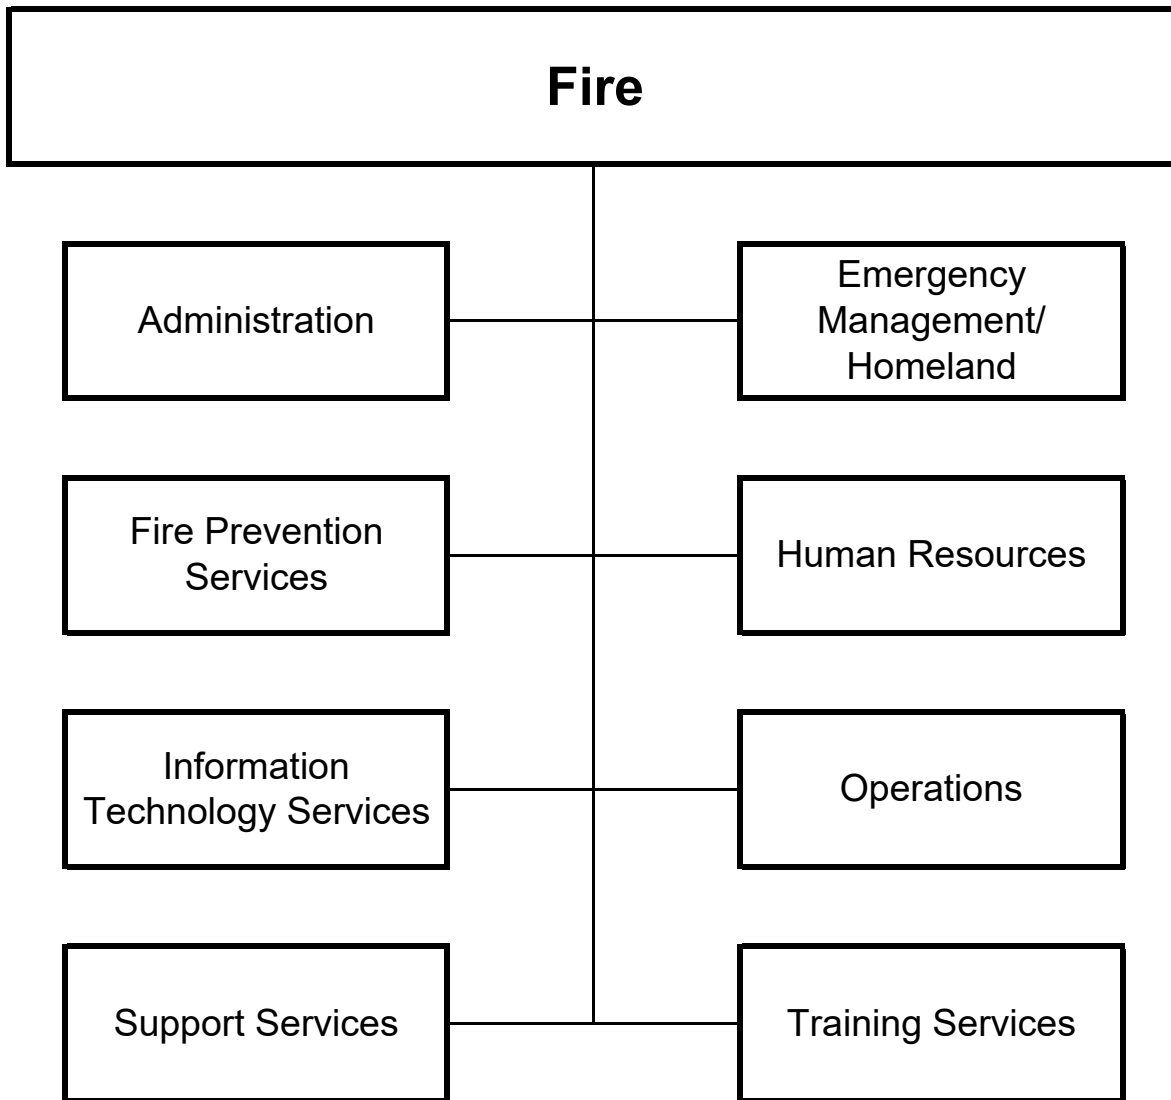 Fire
Administration
Emergency
Management/
Homeland
Fire Prevention
Services
Human Resources
Information
Technology Services
Operations
Support Services
Training Services